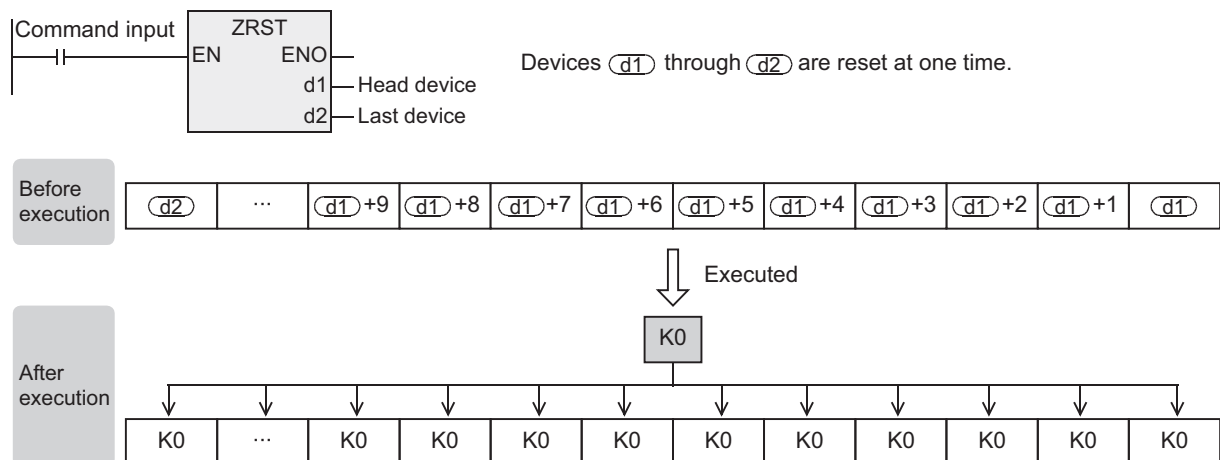 Command input
ZRST
EN ENO
d1 Head device
d2 Last device
Devices d1 through d2 are reset at one time.
Before
execution
d2 ... d1+9 d1+8 d1+7 d1+6 d1+5 d1+4 d1+3 d1+2 d1+1 d1
Executed
K0
After
execution
K0 ... K0 K0 K0 K0 K0 K0 K0 K0 K0 K0